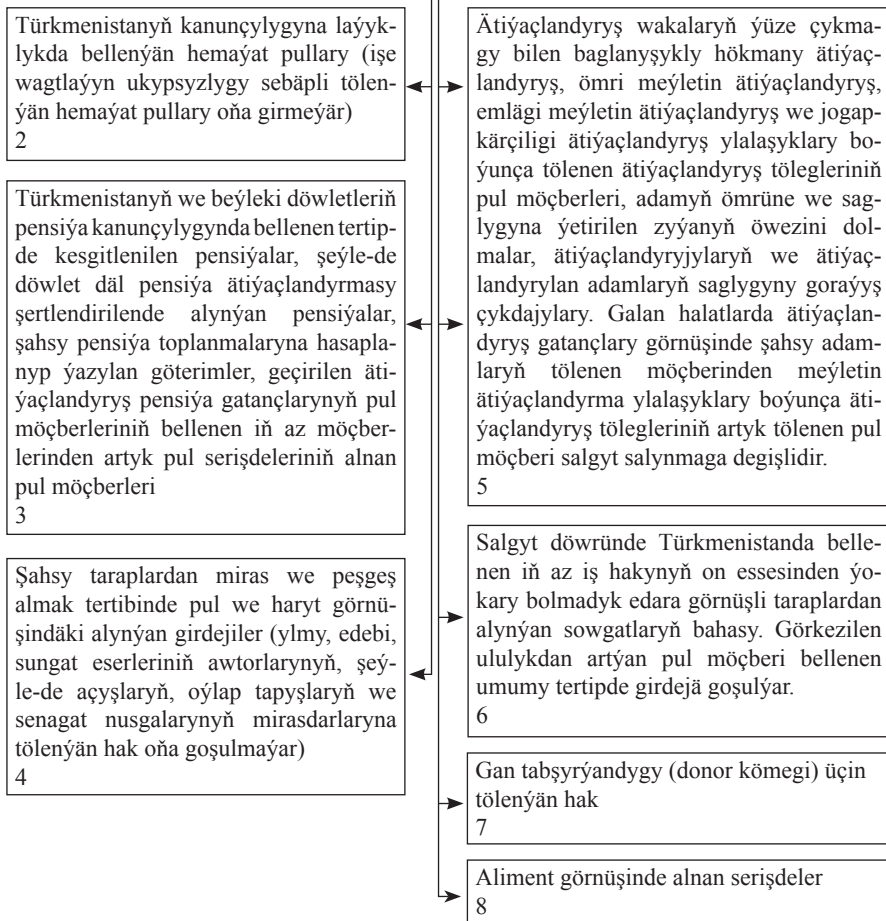 Türkmenistanyň kanunçylygyna laýyk-
lykda bellenýän hemaýat pullary (işe
wagtlaýyn ukypsyzlygy sebäpli tölen-
ýän hemaýat pullary oňa girmeýär)
2
Türkmenistanyň we beýleki döwletleriň
pensiýa kanunçylygynda bellenen tertip-
de kesgitlenilen pensiýalar, şeýle-de
döwlet däl pensiýa ätiýaçlandyrmasy
şertlendirilende alynýan pensiýalar,
şahsy pensiýa toplanmalaryna hasapla-
nyp ýazylan göterimler, geçirilen äti-
ýaçlandyryş pensiýa gatançlarynyň pul
möçberleriniň bellenen iň az möçber-
lerinden artyk pul serişdeleriniň alnan
pul möçberleri
3
Şahsy taraplardan miras we peşgeş
almak tertibinde pul we haryt görnü-
şindäki alynýan girdejiler (ylmy, edebi,
sungat eserleriniň awtorlarynyň, şeý-
le-de açyşlaryň, oýlap tapyşlaryň we
senagat nusgalarynyň mirasdarlaryna
tölenýän hak oňa goşulmaýar)
4
Ätiýaçlandyryş wakalaryň ýüze çykma-
gy bilen baglanyşykly hökmany ätiýaç-
landyryş, ömri meýletin ätiýaçlandyryş,
emlägi meýletin ätiýaçlandyryş we jogap-
kärçiligi ätiýaçlandyryş ylalaşyklary bo-
ýunça tölenen ätiýaçlandyryş tölegleriniň
pul möçberleri, adamyň ömrüne we sag-
lygyna ýetirilen zyýanyň öwezini dol-
malar, ätiýaçlandyryjylaryň we ätiýaç-
landyrylan adamlaryň saglygyny goraýyş
çykdajylary. Galan halatlarda ätiýaçlan-
dyryş gatançlary görnüşinde şahsy adam-
laryň tölenen möçberinden meýletin
ätiýaçlandyrma ylalaşyklary boýunça äti-
ýaçlandyryş tölegleriniň artyk tölenen pul
möçberi salgyt salynmaga degişlidir.
5
Salgyt döwründe Türkmenistanda belle-
nen iň az iş hakynyň on essesinden ýo-
kary bolmadyk edara görnüşli taraplardan
alynýan sowgatlaryň bahasy. Görkezilen
ululykdan artýan pul möçberi bellenen
umumy tertipde girdejä goşulýar.
6
Gan tabşyrýandygy (donor kömegi) üçin
tölenýän hak
7
Aliment görnüşinde alnan serişdeler
8